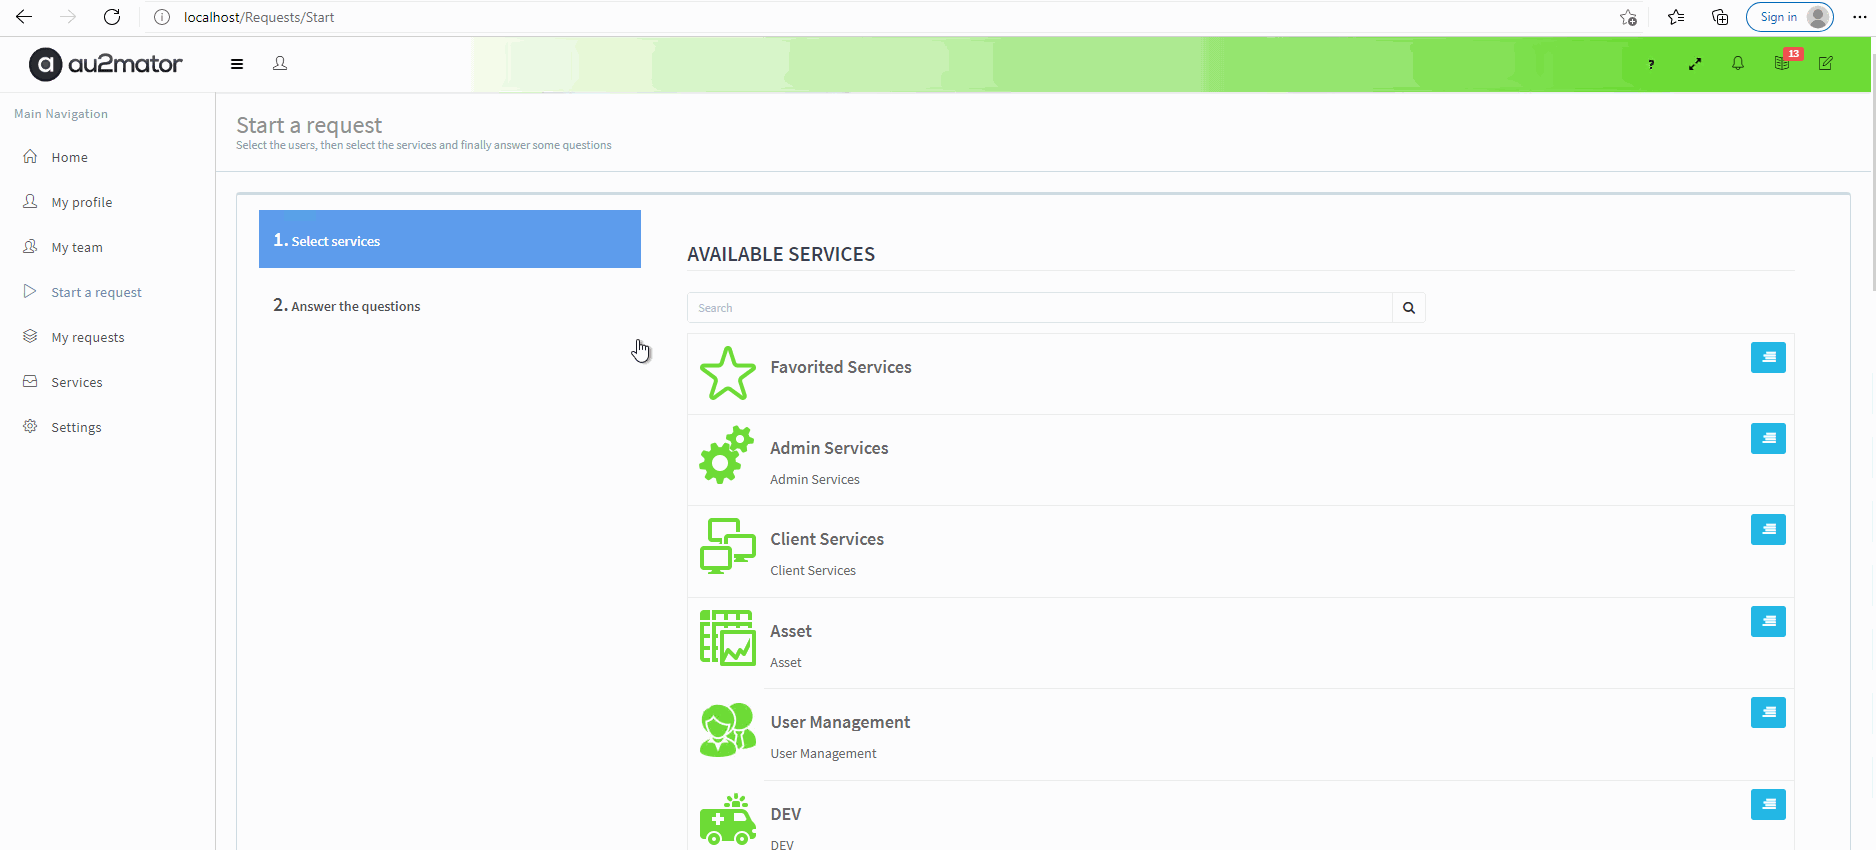 localhost/Requests/Start
Sign in
au2mator
?
13
Main Navigation
Home
My profile
My team
Start a request
My requests
Services
Settings
Start a request
Select the users, then select the services and finally answer some questions
1. Select services
2. Answer the questions
AVAILABLE SERVICES
Search
Favorited Services
Admin Services
Admin Services
Client Services
Client Services
Asset
Asset
User Management
User Management
DEV
DEV